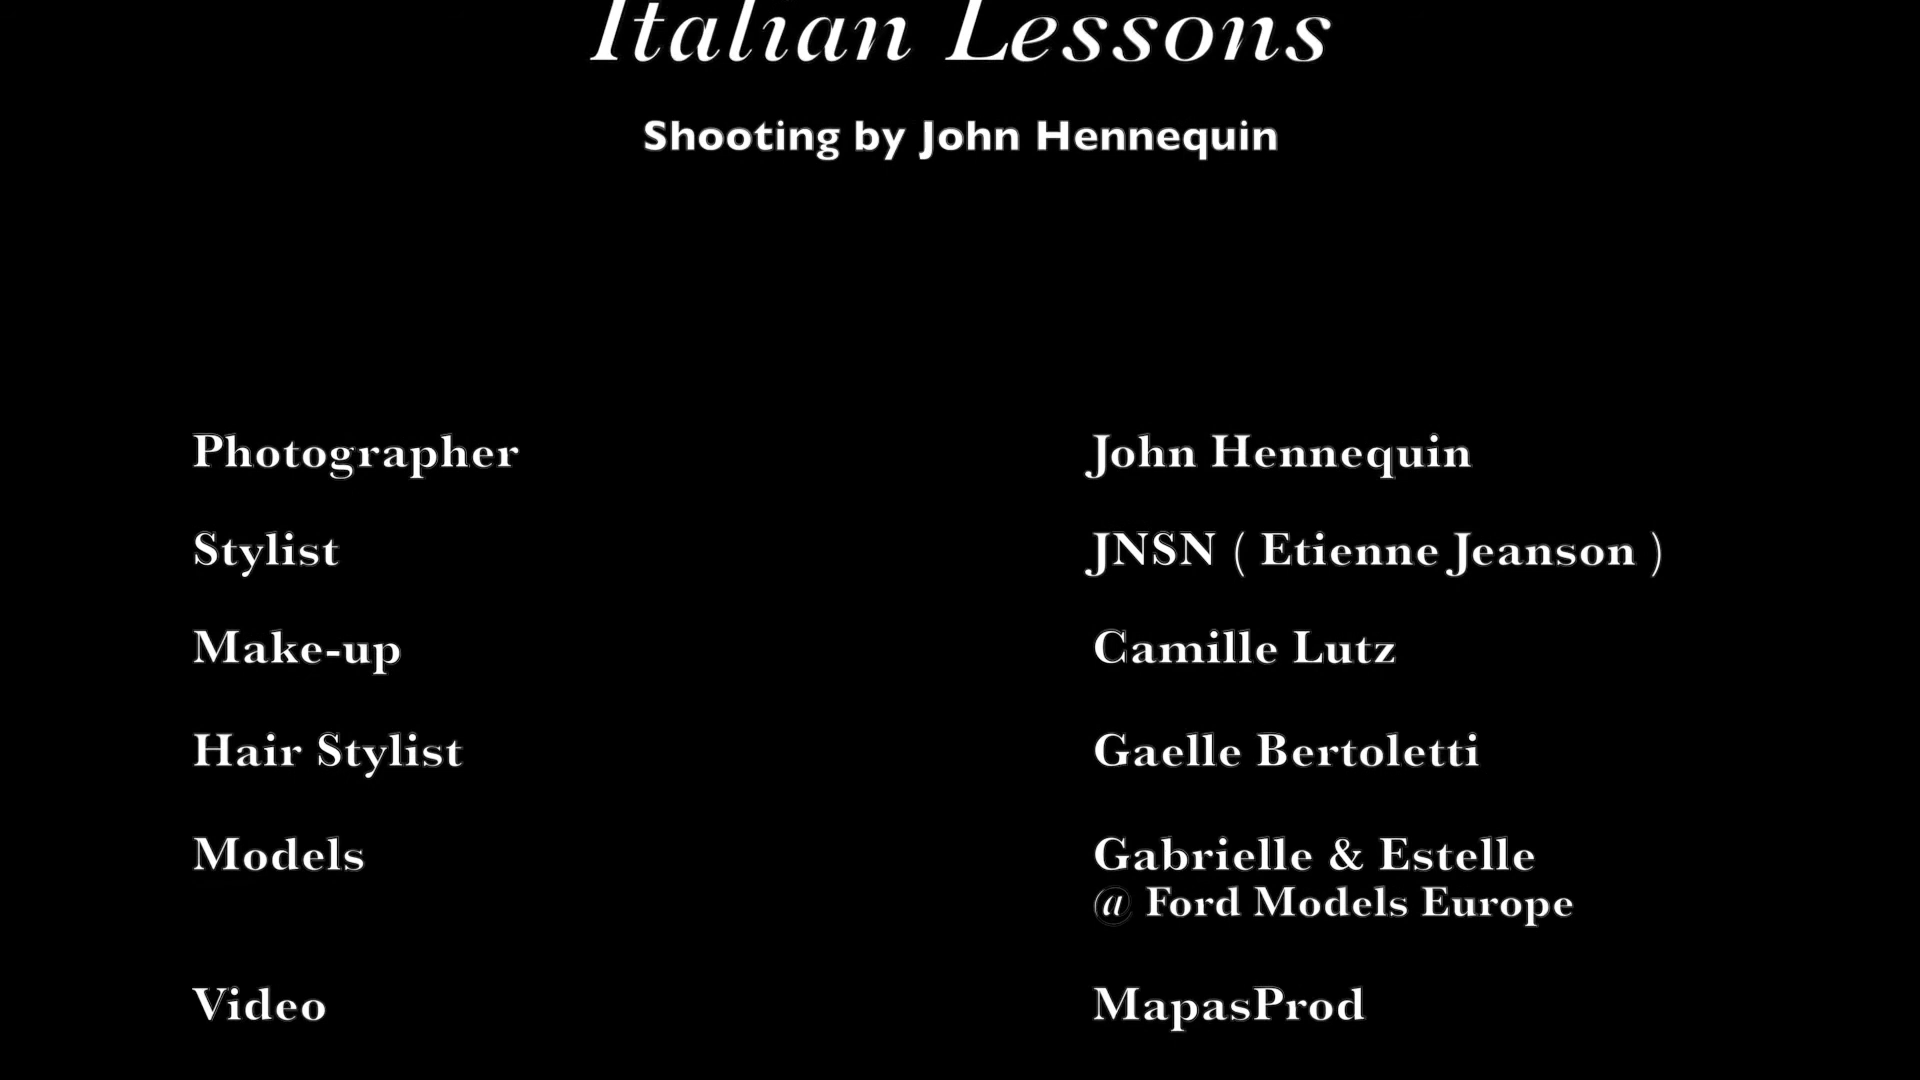 Italian Lessons
Shooting by John Hennequin
Photographer John Hennequin
Stylist JNSN ( Etienne Jeanson )
Make-up Camille Lutz
Hair Stylist Gaelle Bertoletti
Models Gabrielle & Estelle
@ Ford Models Europe
Video MapasProd